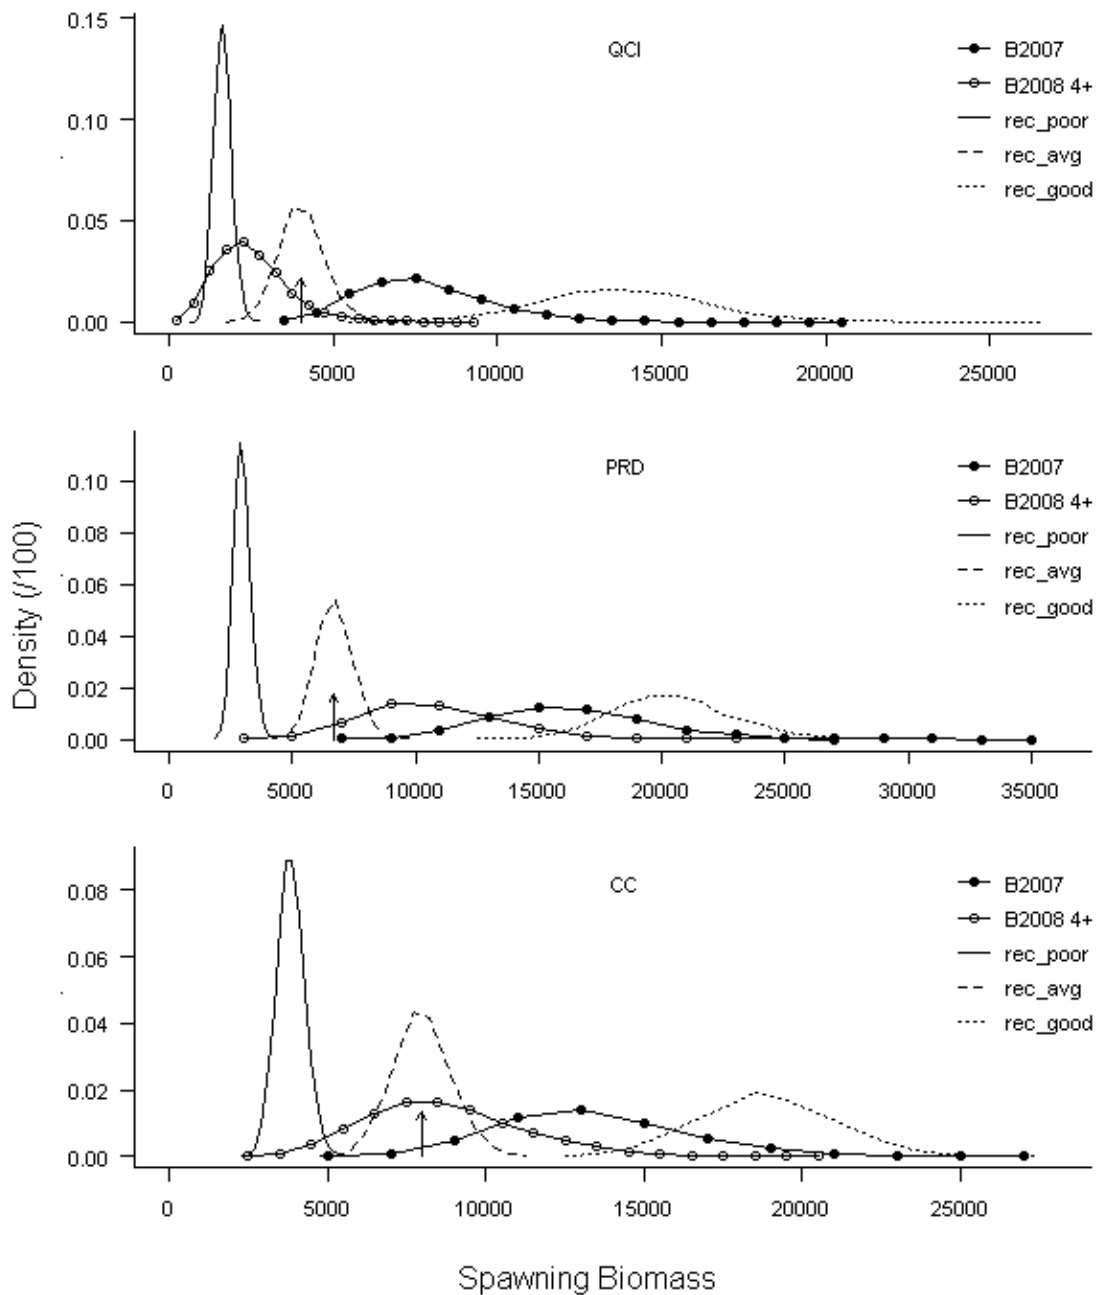 0.15
QCI
B2007
B2008 4+
0.10
rec_poor
rec_avg
0.05
rec_good
0.00
0 5000 10000 15000 20000 25000
PRD
B2007
0.10
B2008 4+
0.08
rec_poor
0.06
rec_avg
0.04
rec_good
0.02
0.00
0 5000 10000 15000 20000 25000 30000 35000
Density (/100)
CC
B2007
0.08
B2008 4+
0.06
rec_poor
rec_avg
0.04
rec_good
0.02
0.00
0 5000 10000 15000 20000 25000
Spawning Biomass